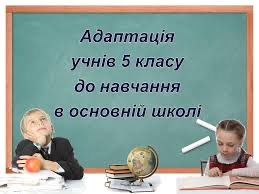 Адаптація
учнів 5 класу
до навчання
в основній школі